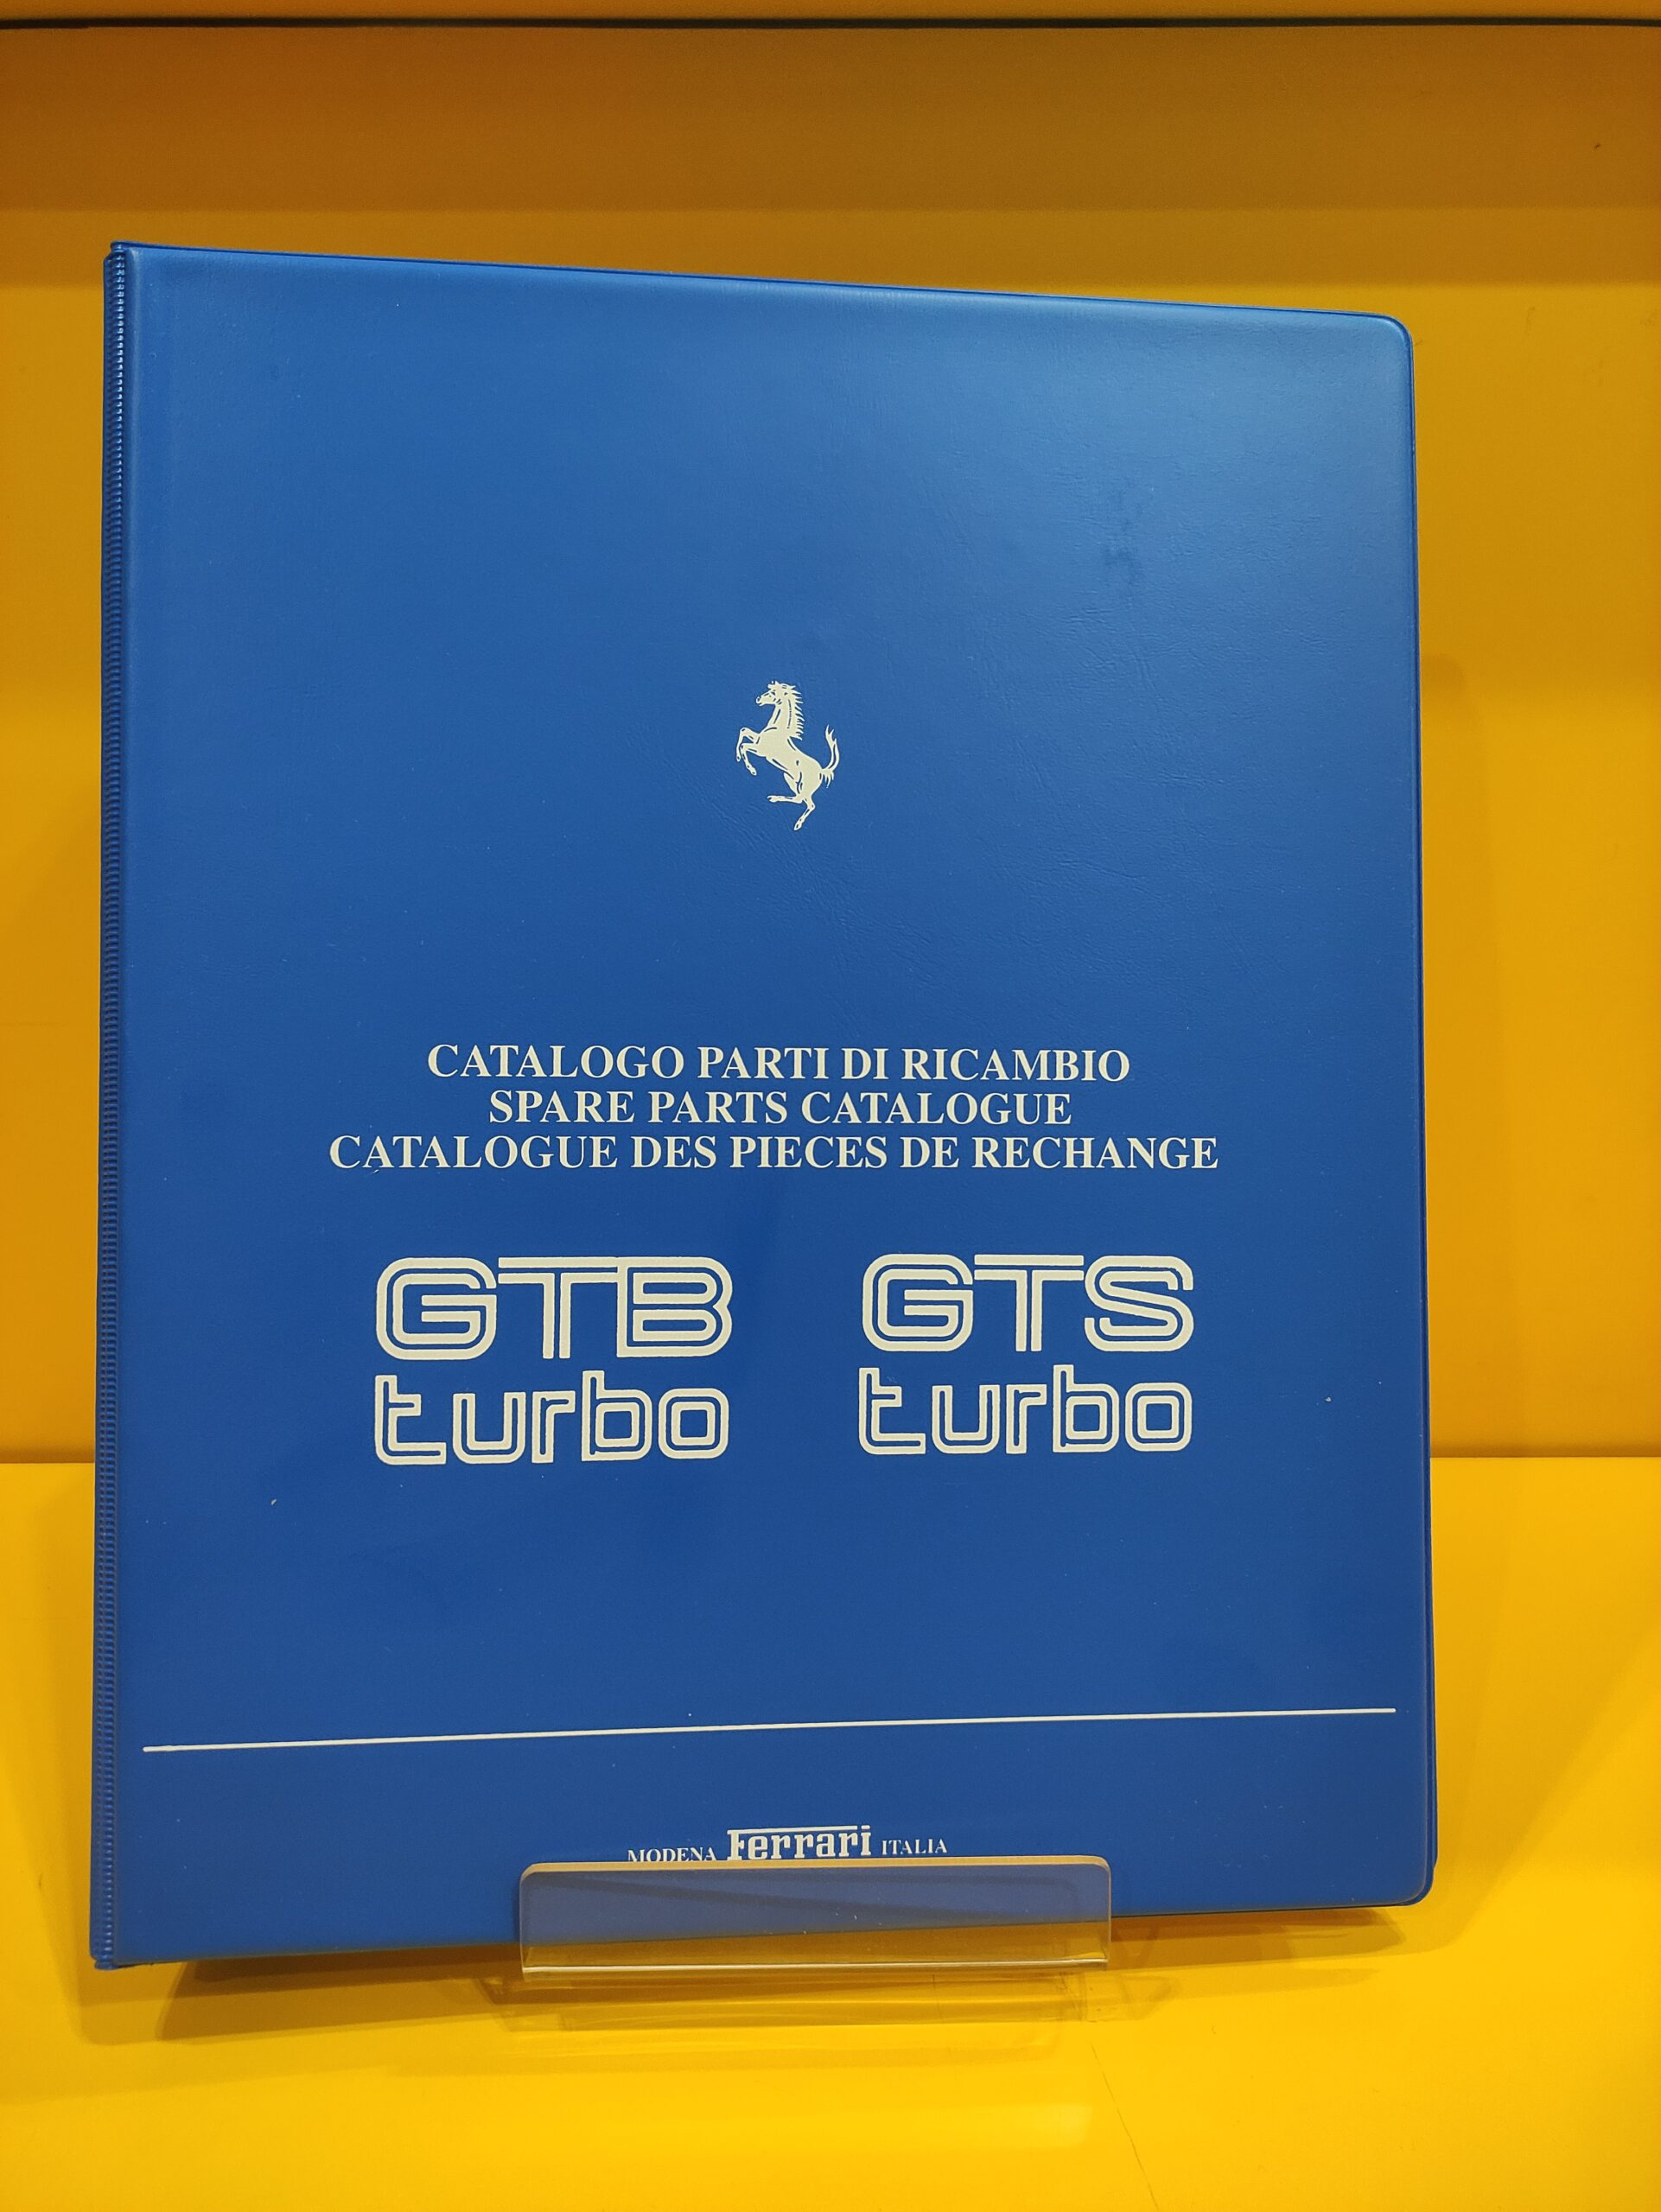 CATALOGO PARTI DI RICAMBIO
SPARE PARTS CATALOGUE
CATALOGUE DES PIECES DE RECHANGE
GTB GTS
turbo turbo
MODENA Ferrari ITALIA